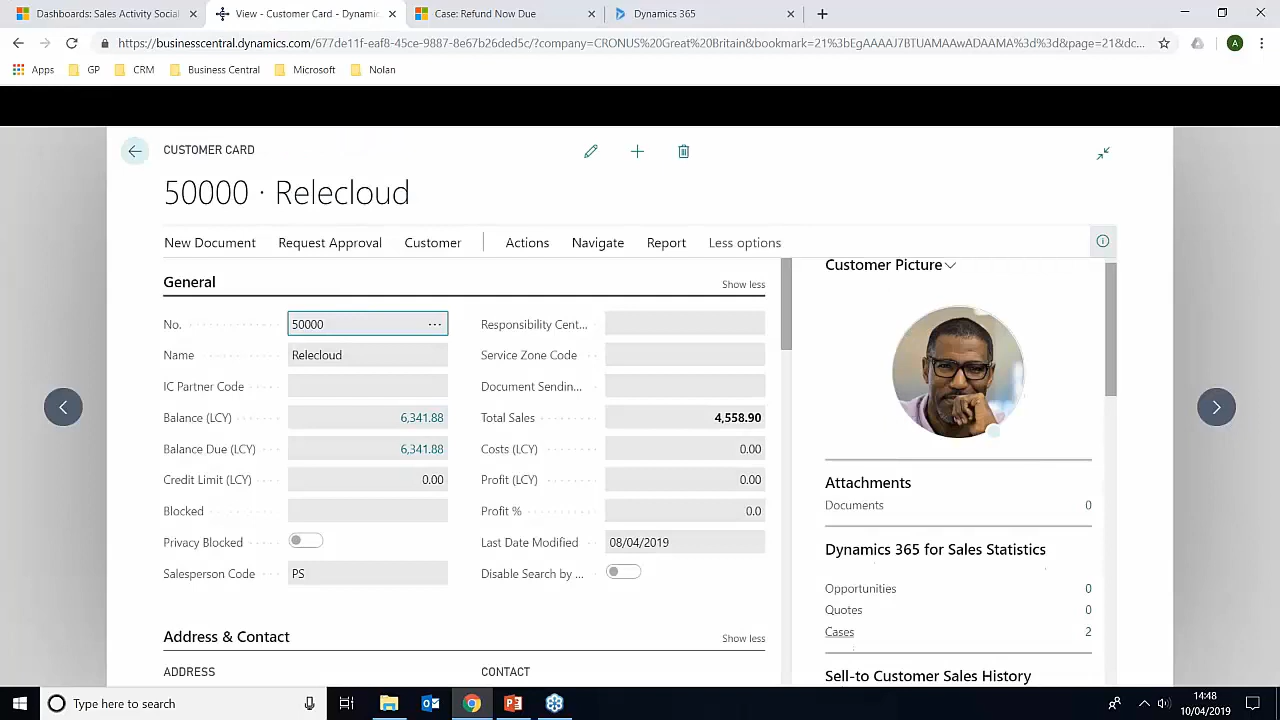 Dashboards: Sales Activity Social
View - Customer Card - Dynamic
Case: Refund Now Due
Dynamics 365
https://businesscentral.dynamics.com/677de11f-eaf8-45ce-9887-8e67b26ded5c/?company=CRONUS%20Great%20Britain&bookmark=21%3bEgAAAAJ7BTUAMAAwADAAMA%3d%3d&page=21&dc...
A
Apps
GP
CRM
Business Central
Microsoft
Nolan
CUSTOMER CARD
50000 · Relecloud
New Document
Request Approval
Customer
Actions
Navigate
Report
Less options
General
Show less
No.
50000
Name
Relecloud
IC Partner Code
Balance (LCY)
6,341.88
Balance Due (LCY)
6,341.88
Credit Limit (LCY)
0.00
Blocked
Privacy Blocked
Salesperson Code
PS
Responsibility Cent...
Service Zone Code
Document Sendin...
Total Sales
4,558.90
Costs (LCY)
0.00
Profit (LCY)
0.00
Profit %
0.0
Last Date Modified
08/04/2019
Disable Search by ...
Address & Contact
Show less
ADDRESS
CONTACT
Customer Picture
Attachments
Documents
0
Dynamics 365 for Sales Statistics
Opportunities
0
Quotes
0
Cases
2
Sell-to Customer Sales History
Type here to search
14:48
10/04/2019